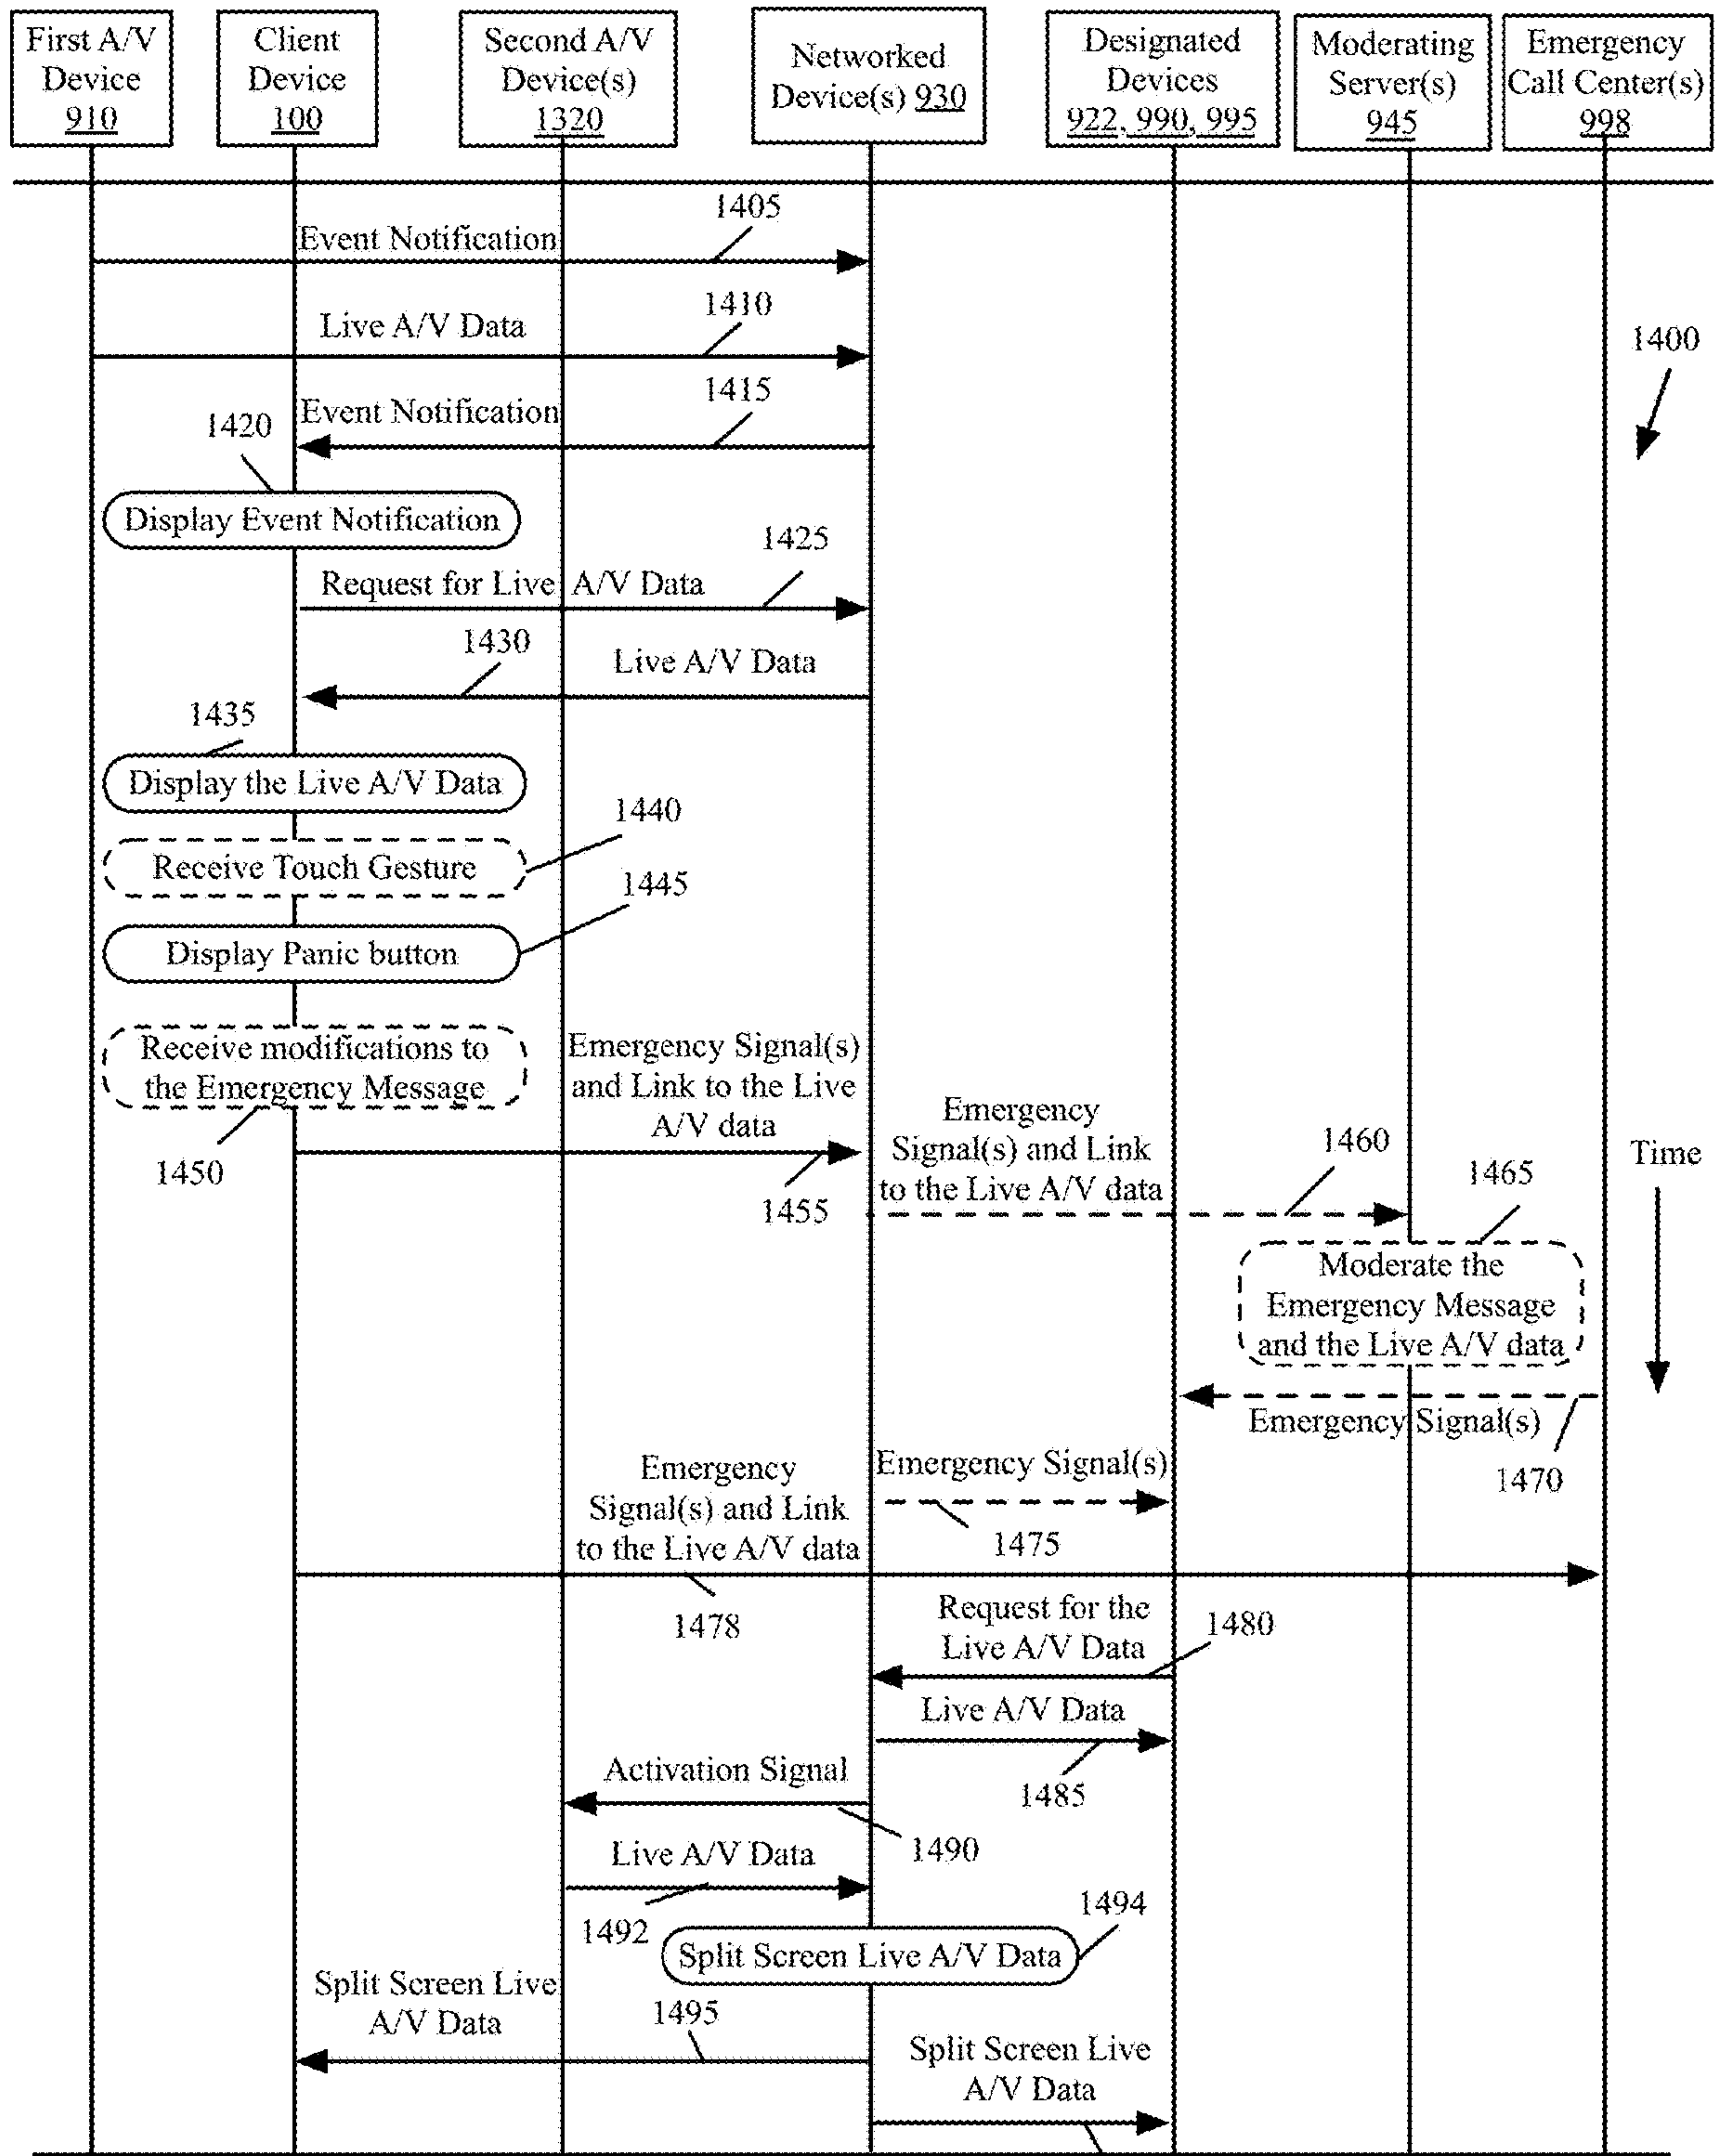 First A/V
Device
910
Client
Device
100
Second A/V
Device(s)
1320
Networked
Device(s) 930
Designated
Devices
922, 990, 995
Moderating
Server(s)
945
Emergency
Call Center(s)
998
1405
Event Notification
1410
Live A/V Data
1400
1415
Event Notification
1420
Display Event Notification
1425
Request for Live A/V Data
1430
Live A/V Data
1435
Display the Live A/V Data
1440
Receive Touch Gesture
1445
Display Panic button
Receive modifications to
the Emergency Message
1450
Emergency Signal(s)
and Link to the Live
A/V data
1455
Emergency
Signal(s) and Link
to the Live A/V data
1460
1465
Time
Moderate the
Emergency Message
and the Live A/V data
Emergency Signal(s)
1470
Emergency Signal(s)
1475
Emergency
Signal(s) and Link
to the Live A/V data
1478
Request for the
Live A/V Data
1480
Live A/V Data
1485
Activation Signal
1490
Live A/V Data
1492
1494
Split Screen Live A/V Data
Split Screen Live
A/V Data
1495
Split Screen Live
A/V Data